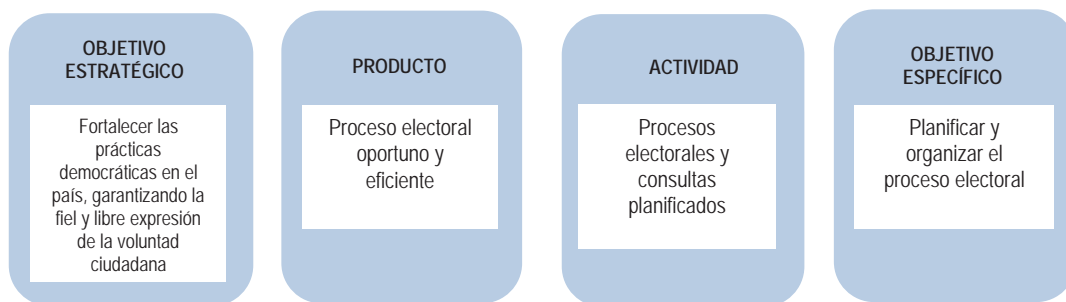 OBJETIVO
ESTRATÉGICO
Fortalecer las
prácticas
democráticas en el
país, garantizando la
fiel y libre expresión
de la voluntad
ciudadana
PRODUCTO
Proceso electoral
oportuno y
eficiente
ACTIVIDAD
Procesos
electorales y
consultas
planificados
OBJETIVO
ESPECÍFICO
Planificar y
organizar el
proceso electoral